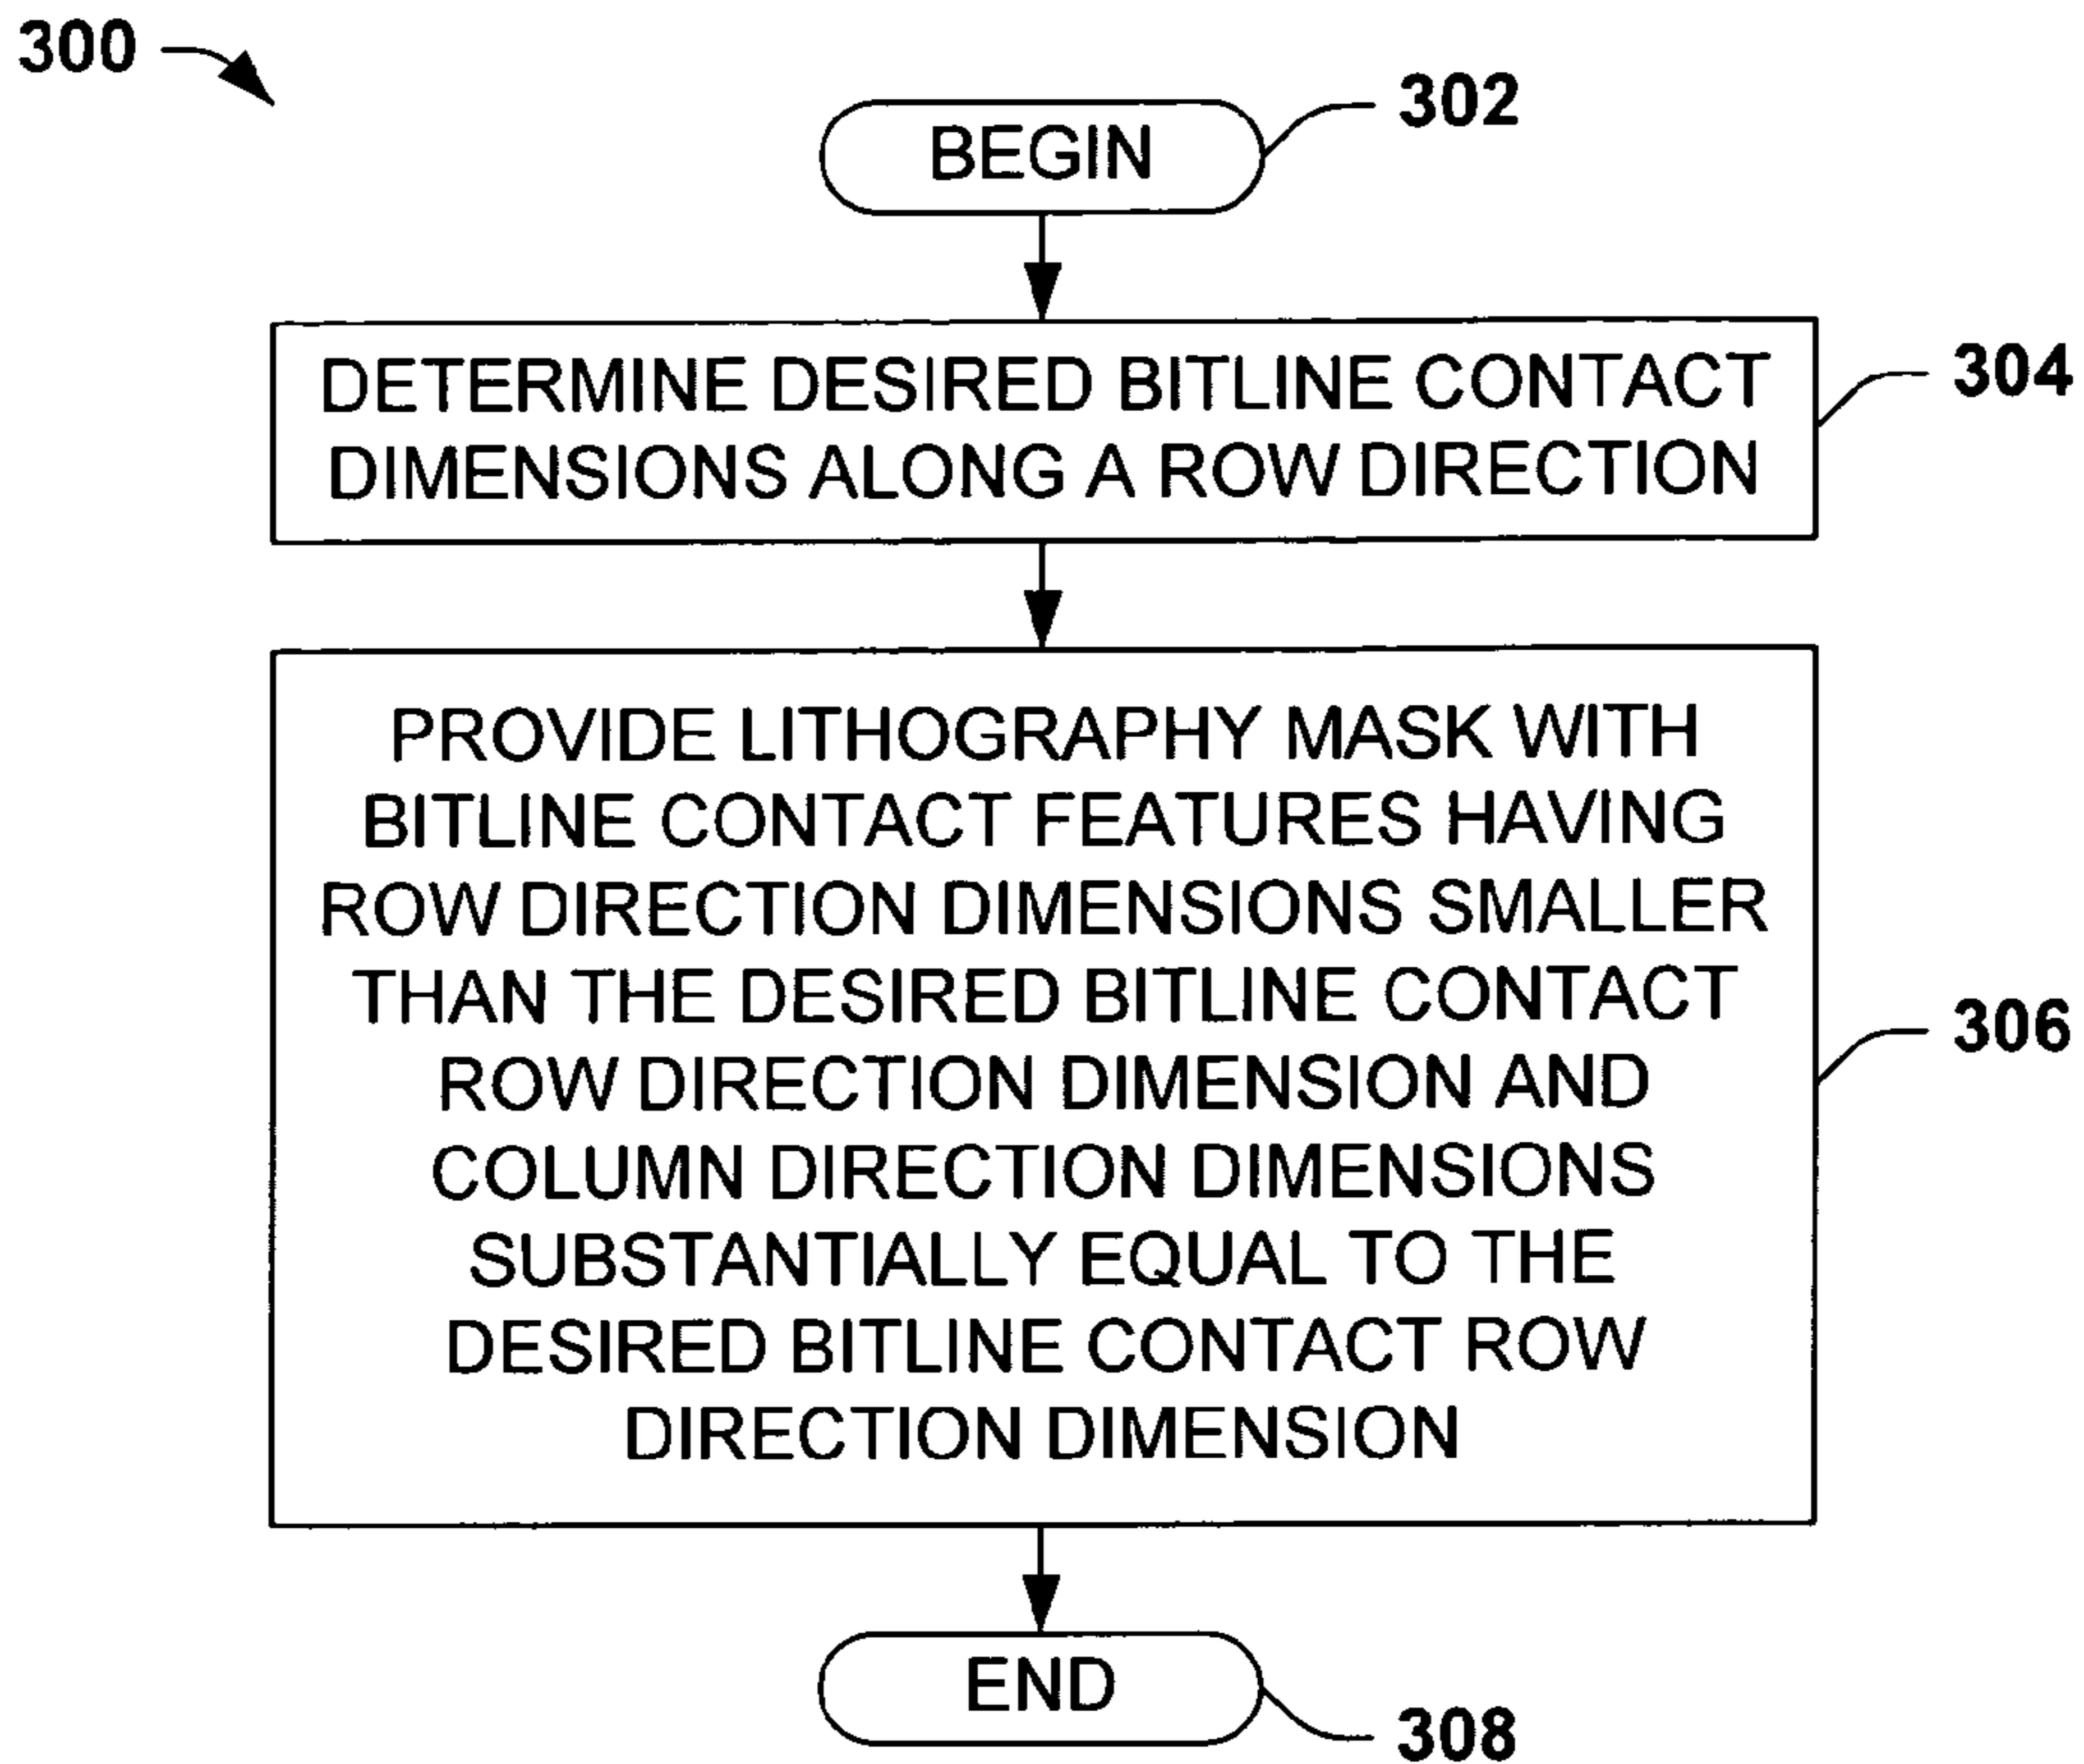 300
302
BEGIN
DETERMINE DESIRED BITLINE CONTACT
DIMENSIONS ALONG A ROW DIRECTION
304
PROVIDE LITHOGRAPHY MASK WITH
BITLINE CONTACT FEATURES HAVING
ROW DIRECTION DIMENSIONS SMALLER
THAN THE DESIRED BITLINE CONTACT
ROW DIRECTION DIMENSION AND
COLUMN DIRECTION DIMENSIONS
SUBSTANTIALLY EQUAL TO THE
DESIRED BITLINE CONTACT ROW
DIRECTION DIMENSION
306
END
308